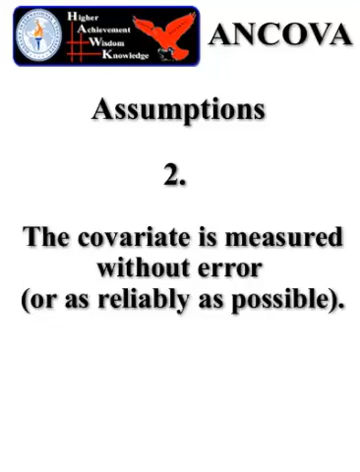 Higher
Achievement
Wisdom
Knowledge
ANCOVA
Assumptions
2.
The covariate is measured
without error
(or as reliably as possible).